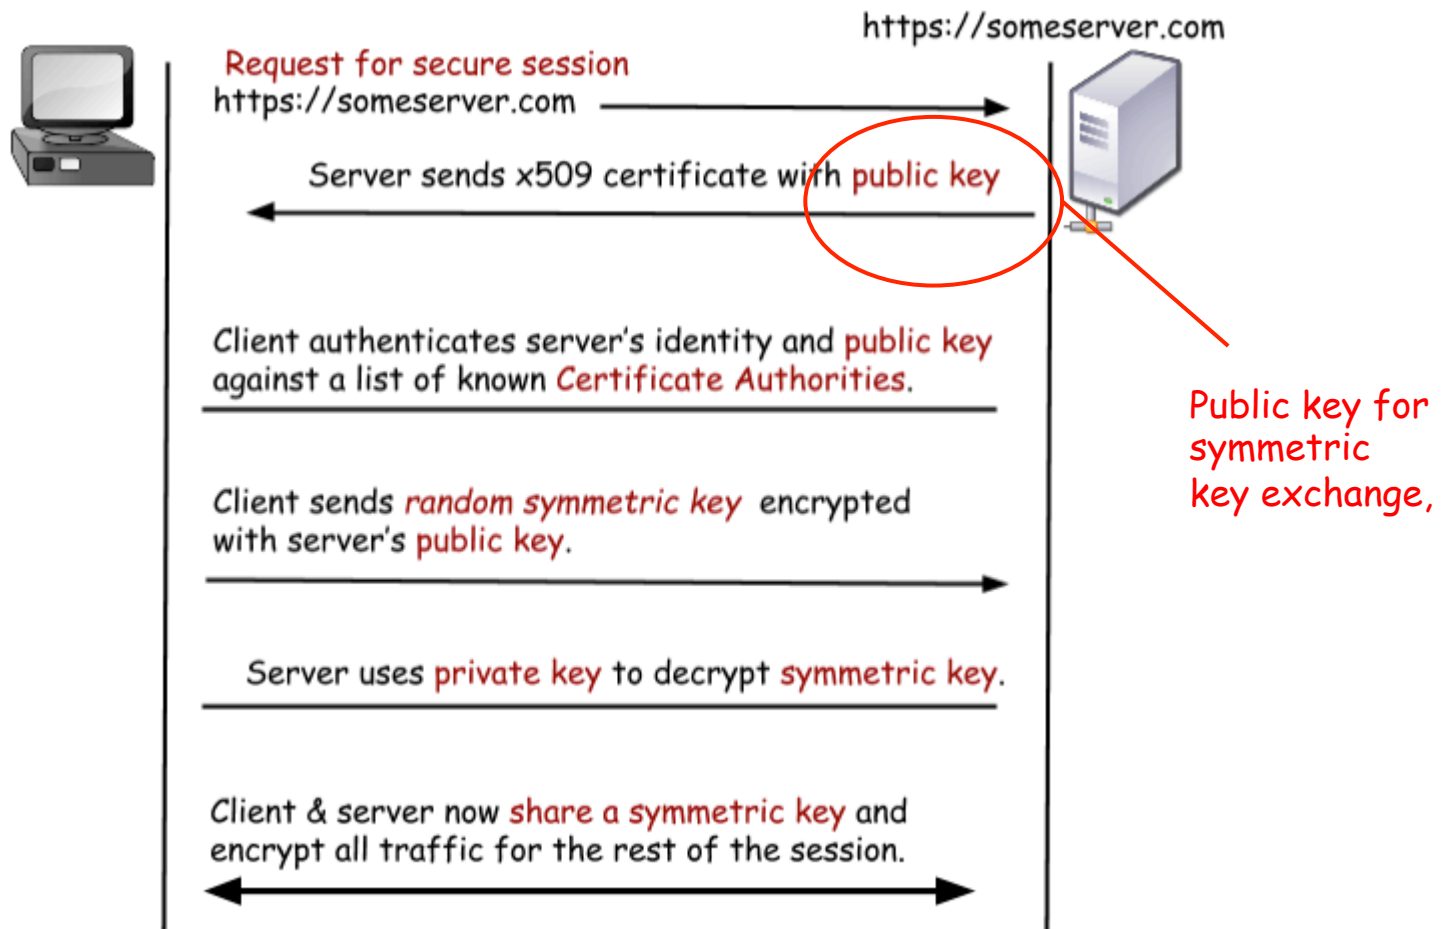 https://someserver.com
Request for secure session
https://someserver.com
Server sends x509 certificate with public key
Client authenticates server's identity and public key
against a list of known Certificate Authorities.
Public key for
symmetric
key exchange,
Client sends random symmetric key encrypted
with server's public key.
Server uses private key to decrypt symmetric key.
Client & server now share a symmetric key and
encrypt all traffic for the rest of the session.